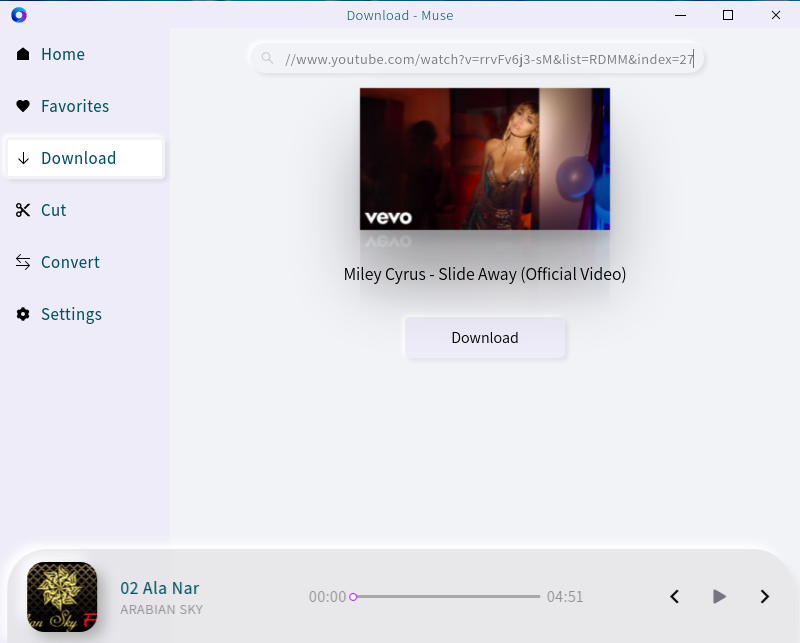 Download - Muse
Home
Favorites
Download
Cut
Convert
Settings
//www.youtube.com/watch?v=rrvFv6j3-sM&list=RDMM&index=27
vevo
Miley Cyrus - Slide Away (Official Video)
Download
Sky
02 Ala Nar
ARABIAN SKY
00:00
04:51